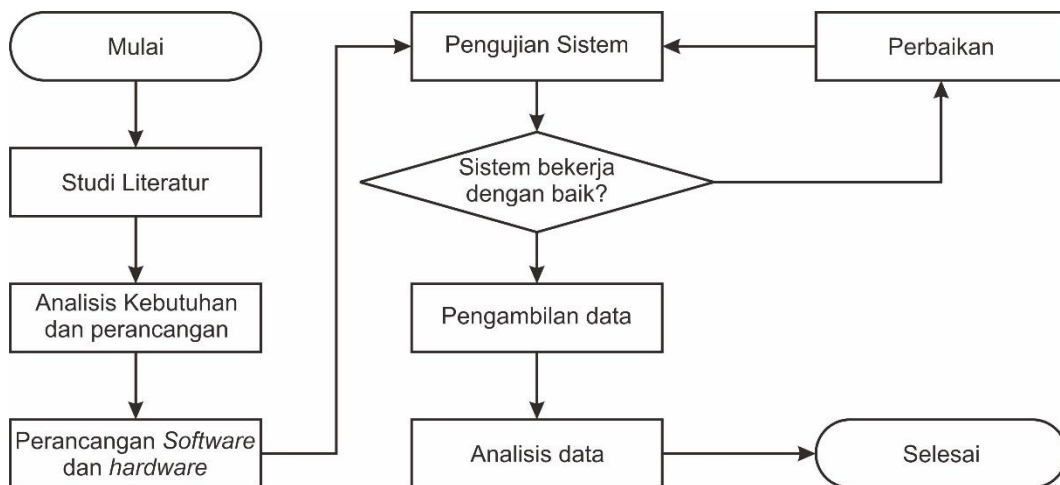 Mulai
Studi Literatur
Analisis Kebutuhan
dan perancangan
Perancangan Software
dan hardware
Pengujian Sistem
Sistem bekerja
dengan baik?
Perbaikan
Pengambilan data
Analisis data
Selesai